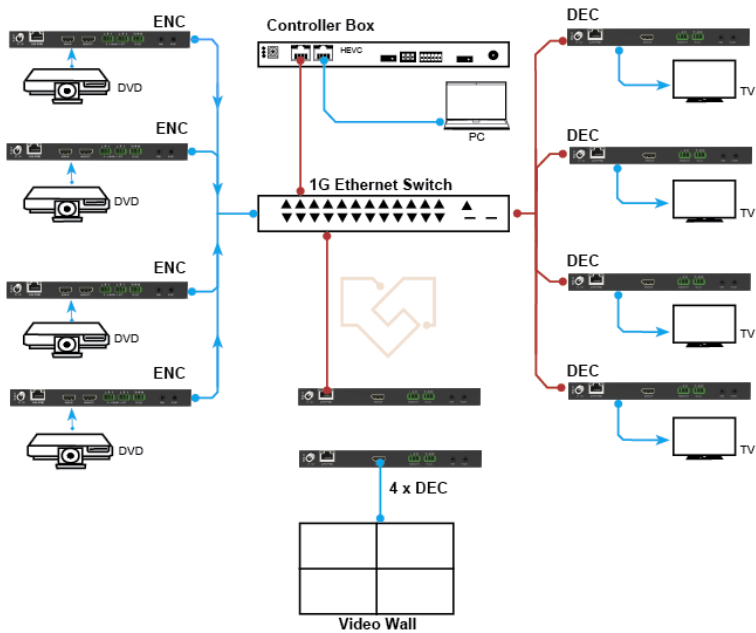 ENC
DVD
ENC
DVD
ENC
DVD
ENC
DVD
Controller Box
HEVC
PC
1G Ethernet Switch
4 x DEC
Video Wall
DEC
TV
DEC
TV
DEC
TV
DEC
TV